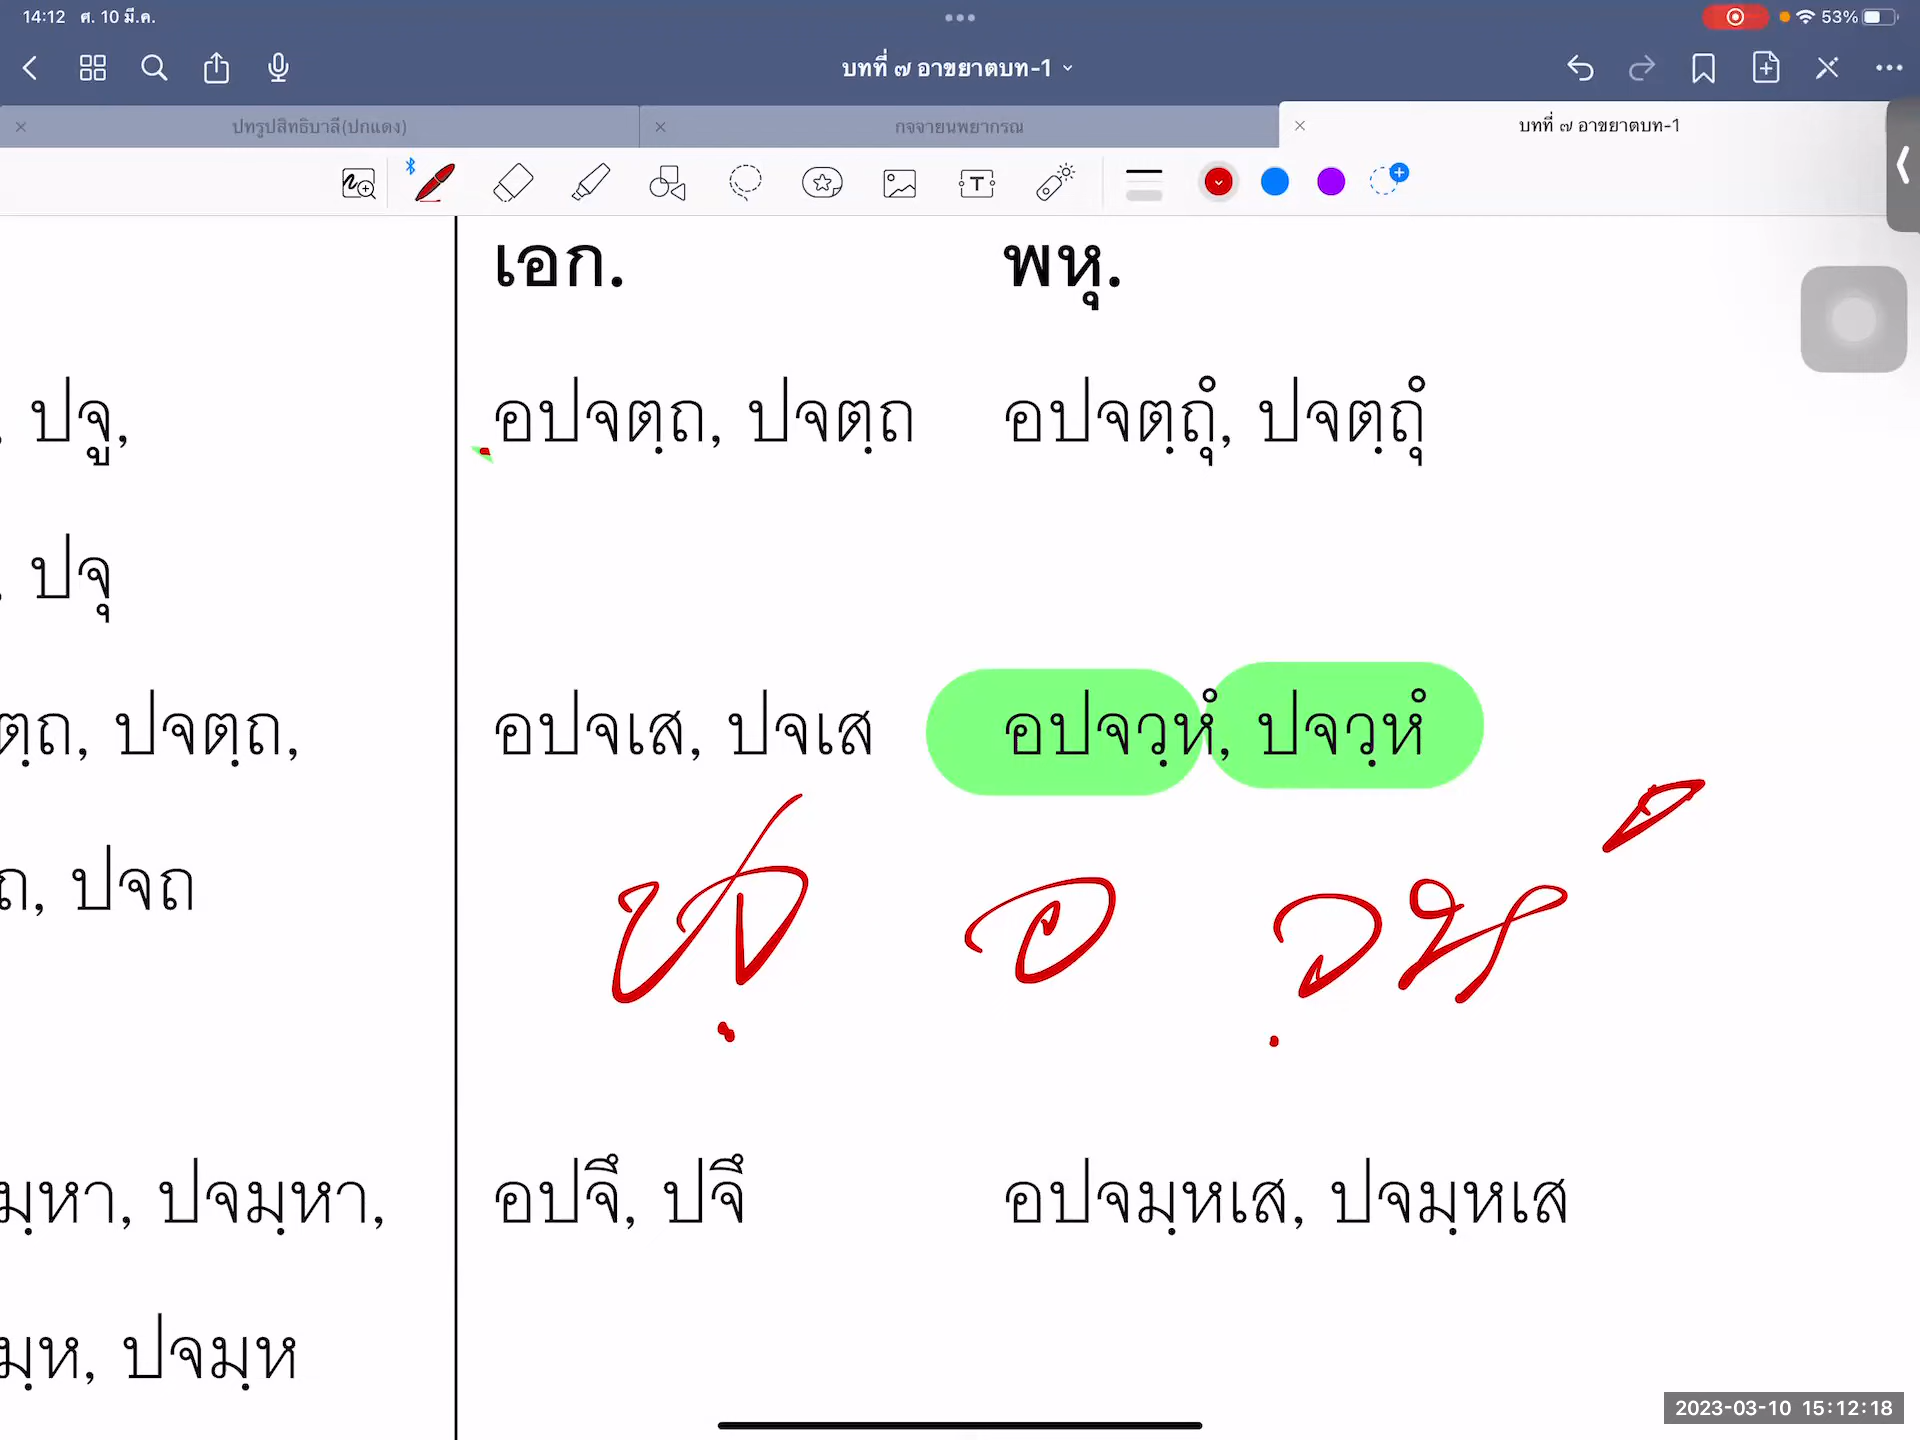 14:12 ศ. 10 มี.ค.
53%
บทที่ ๗ อาขยาตบท-1
ปทรูปสิทธิบาลี(ปกแดง)
กจจายนพยากรณ
บทที่ ๗ อาขยาตบท-1
เอก. พหุ.
, ปจู, อปจตฺถ, ปจตฺถ อปจตฺถุํ, ปจตฺถุํ
, ปจุ
ตฺถ, ปจตฺถ, อปจเส, ปจเส อปจวฺหํ, ปจวฺหํ
ถ, ปจถ
มฺหา, ปจมฺหา, อปจึ, ปจึ อปจมฺหเส, ปจมฺหเส
มฺห, ปจมฺห
2023-03-10 15:12:18